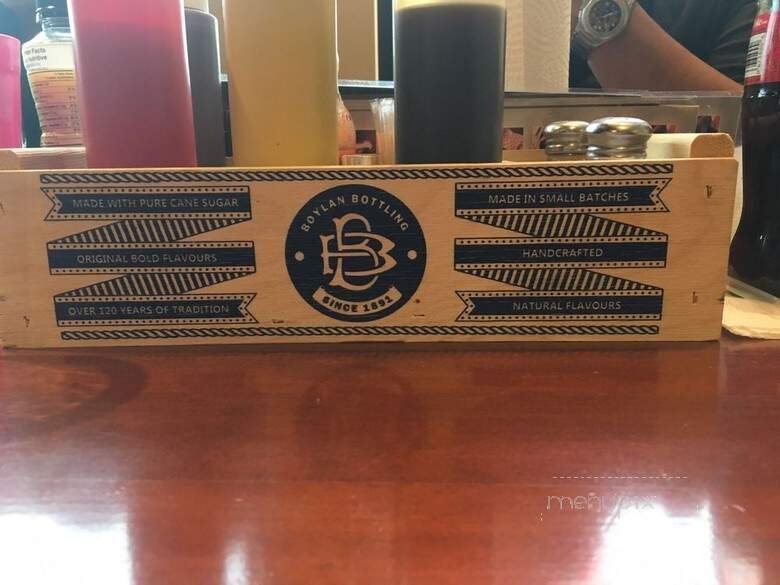 MADE WITH PURE CANE SUGAR
ORIGINAL BOLD FLAVOURS
OVER 120 YEARS OF TRADITION
BOYLAN BOTTLING
BB
SINCE 1891
MADE IN SMALL BATCHES
HANDCRAFTED
NATURAL FLAVOURS
menupix